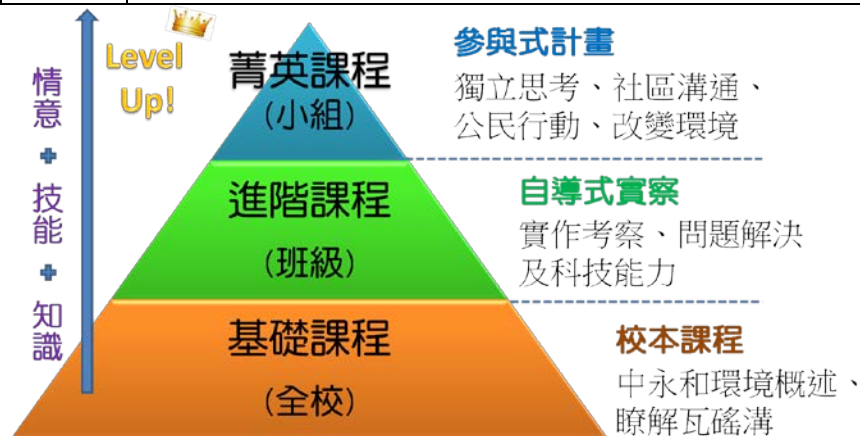 Level
Up!
情意
+
技能
+
知識
菁英課程
(小組)
參與式計畫
獨立思考、社區溝通、
公民行動、改變環境
進階課程
(班級)
自導式實察
實作考察、問題解決
及科技能力
基礎課程
(全校)
校本課程
中永和環境概述、
瞭解瓦磘溝